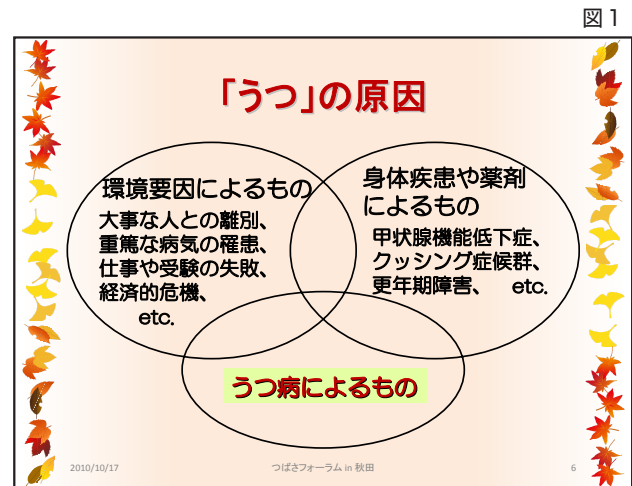 図1
「うつ」の原因
環境要因によるもの
大事な人との離別、
重篤な病気の罹患、
仕事や受験の失敗、
経済的危機、
etc.
身体疾患や薬剤
によるもの
甲状腺機能低下症、
クッシング症候群、
更年期障害、 etc.
うつ病によるもの
2010/10/17 つばさフォーラム in 秋田 6